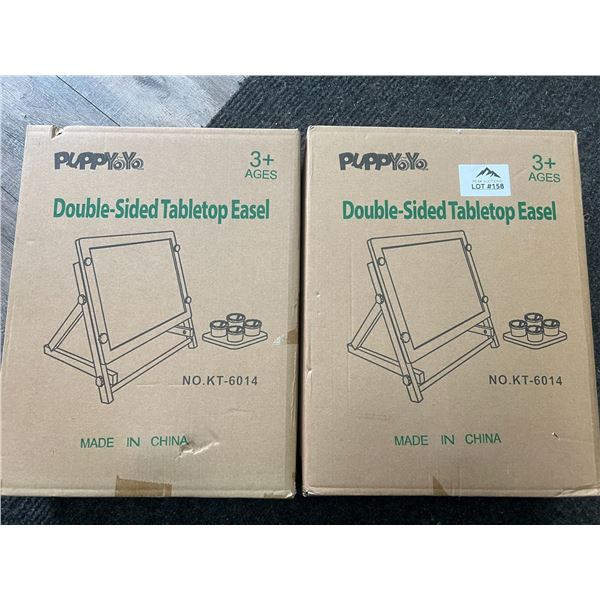 PUPPYOYO
3+
AGES
Double-Sided Tabletop Easel
NO.KT-6014
MADE IN CHINA
PUPPYOYO
LOT #158
3+
AGES
Double-Sided Tabletop Easel
NO.KT-6014
MADE IN CHINA